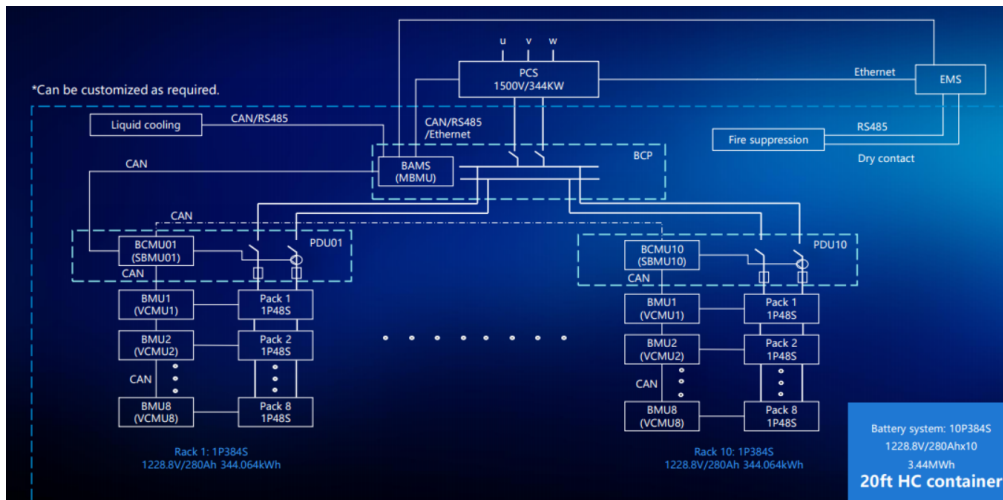 u v w
PCS
1500V/344KW
Ethernet
EMS
*Can be customized as required.
Liquid cooling
CAN/RS485
CAN/RS485
/Ethernet
RS485
Fire suppression
Dry contact
BCP
BAMS
(MBMU)
CAN
CAN
BCMU01
(SBMU01)
PDU01
CAN
BMU1
(VCMU1)
Pack 1
1P48S
BMU2
(VCMU2)
Pack 2
1P48S
CAN
BMU8
(VCMU8)
Pack 8
1P48S
Rack 1: 1P384S
1228.8V/280Ah 344.064kWh
BCMU10
(SBMU10)
PDU10
CAN
BMU1
(VCMU1)
Pack 1
1P48S
BMU2
(VCMU2)
Pack 2
1P48S
CAN
BMU8
(VCMU8)
Pack 8
1P48S
Rack 10: 1P384S
1228.8V/280Ah 344.064kWh
Battery system: 10P384S
1228.8V/280Ahx10
3.44MWh
20ft HC container